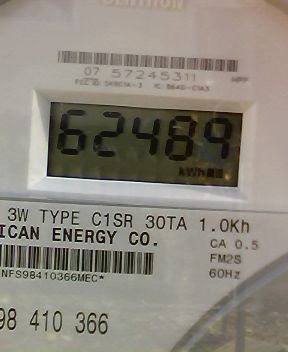 CENTRON
07 57245311
62489
kWh
3W TYPE C1SR 30TA 1.0Kh
ICAN ENERGY CO.
CA 0.5
FM2S
NFS98410366MEC*
60Hz
98 410 366